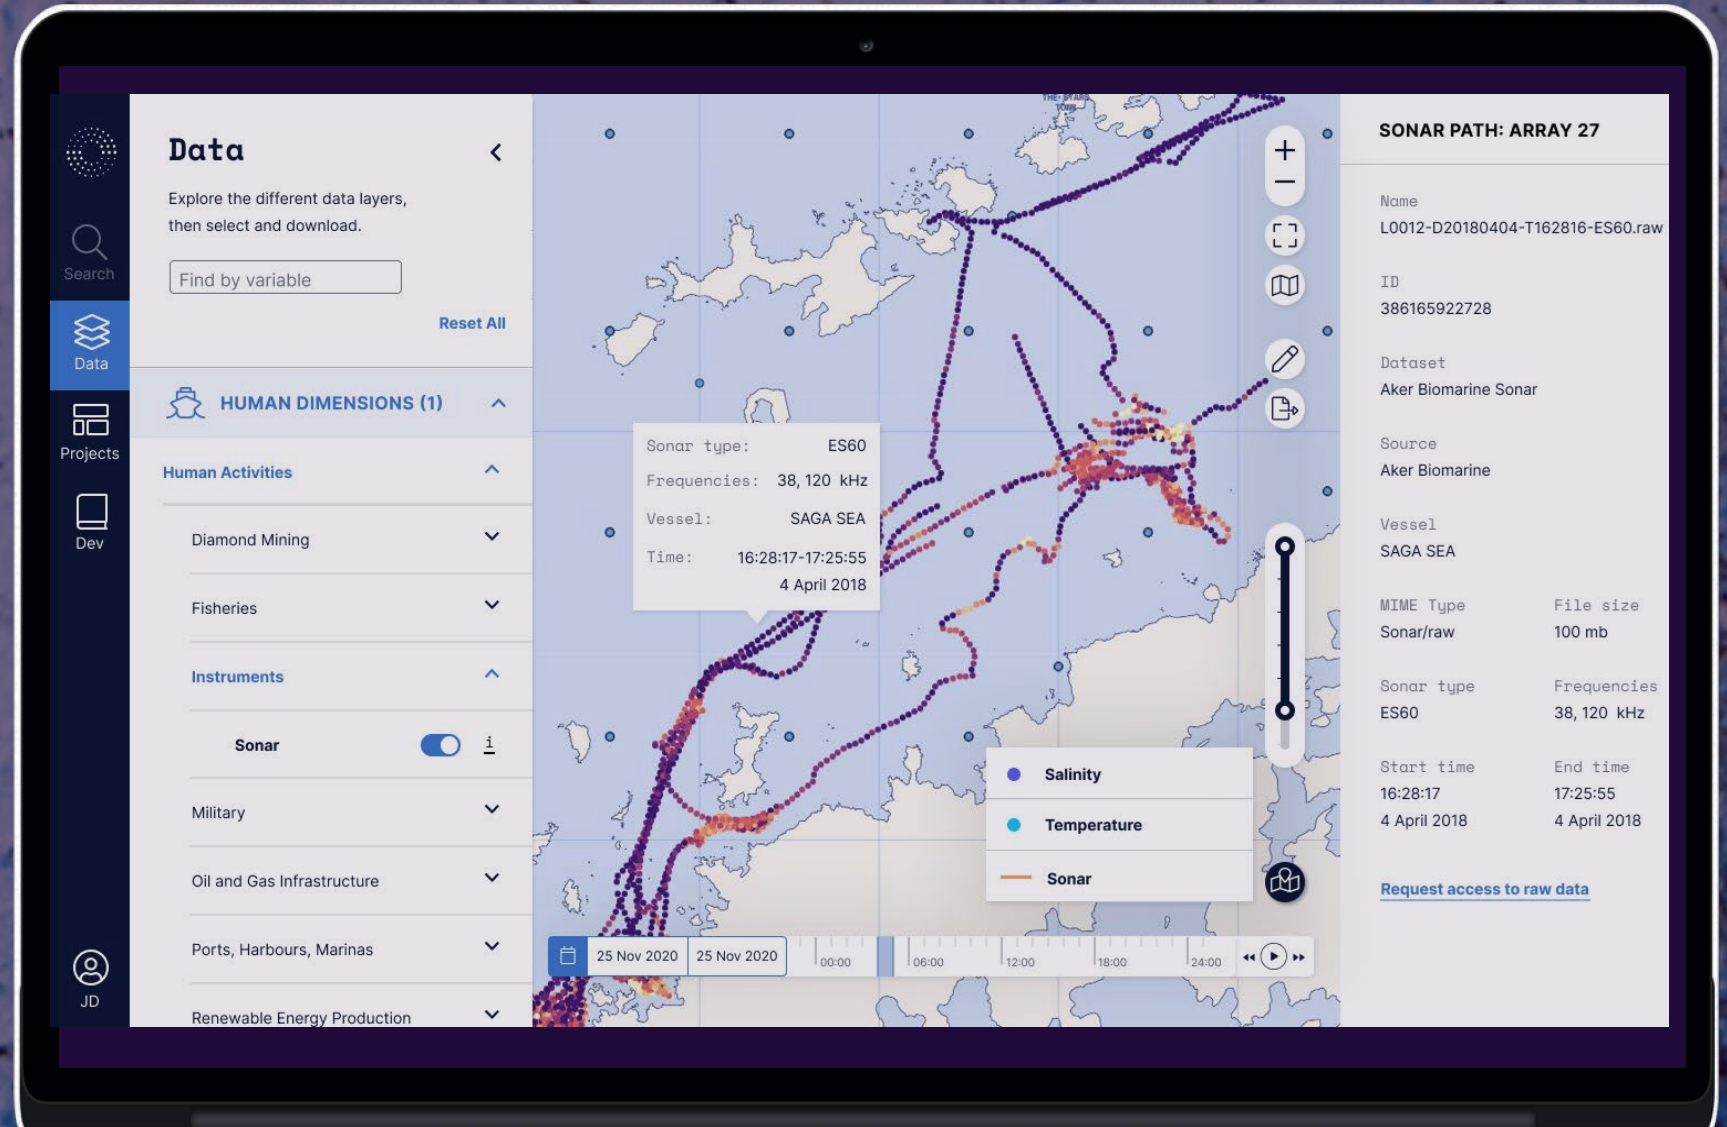 Search
Data
Projects
Dev
JD
Data
Explore the different data layers,
then select and download.
Find by variable
Reset All
HUMAN DIMENSIONS (1)
Human Activities
Diamond Mining
Fisheries
Instruments
Sonar
i
Military
Oil and Gas Infrastructure
Ports, Harbours, Marinas
Renewable Energy Production
Sonar type: ES60
Frequencies: 38, 120 kHz
Vessel: SAGA SEA
Time: 16:28:17-17:25:55
4 April 2018
Salinity
Temperature
Sonar
25 Nov 2020 25 Nov 2020 00:00 06:00 12:00 18:00 24:00
SONAR PATH: ARRAY 27
Name
L0012-D20180404-T162816-ES60.raw
ID
386165922728
Dataset
Aker Biomarine Sonar
Source
Aker Biomarine
Vessel
SAGA SEA
MIME Type File size
Sonar/raw 100 mb
Sonar type Frequencies
ES60 38, 120 kHz
Start time End time
16:28:17 17:25:55
4 April 2018 4 April 2018
Request access to raw data